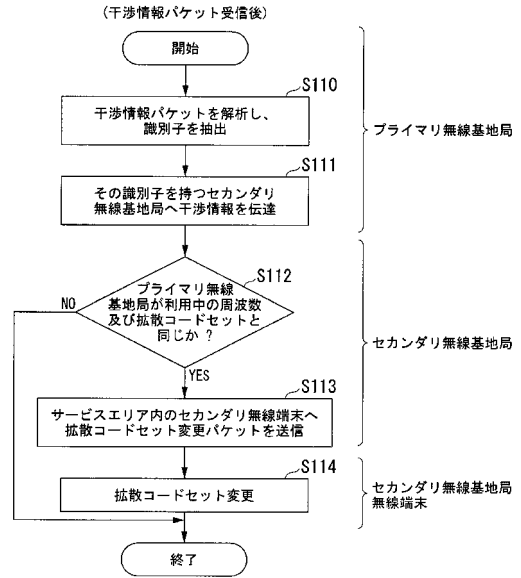 (干渉情報パケット受信後)
開始
S110
干渉情報パケットを解析し、
識別子を抽出
プライマリ無線基地局
S111
その識別子を持つセカンダリ
無線基地局へ干渉情報を伝達
S112
プライマリ無線
基地局が利用中の周波数
及び拡散コードセットと
同じか?
NO
YES
セカンダリ無線基地局
S113
サービスエリア内のセカンダリ無線端末へ
拡散コードセット変更パケットを送信
S114
拡散コードセット変更
セカンダリ無線基地局
無線端末
終了